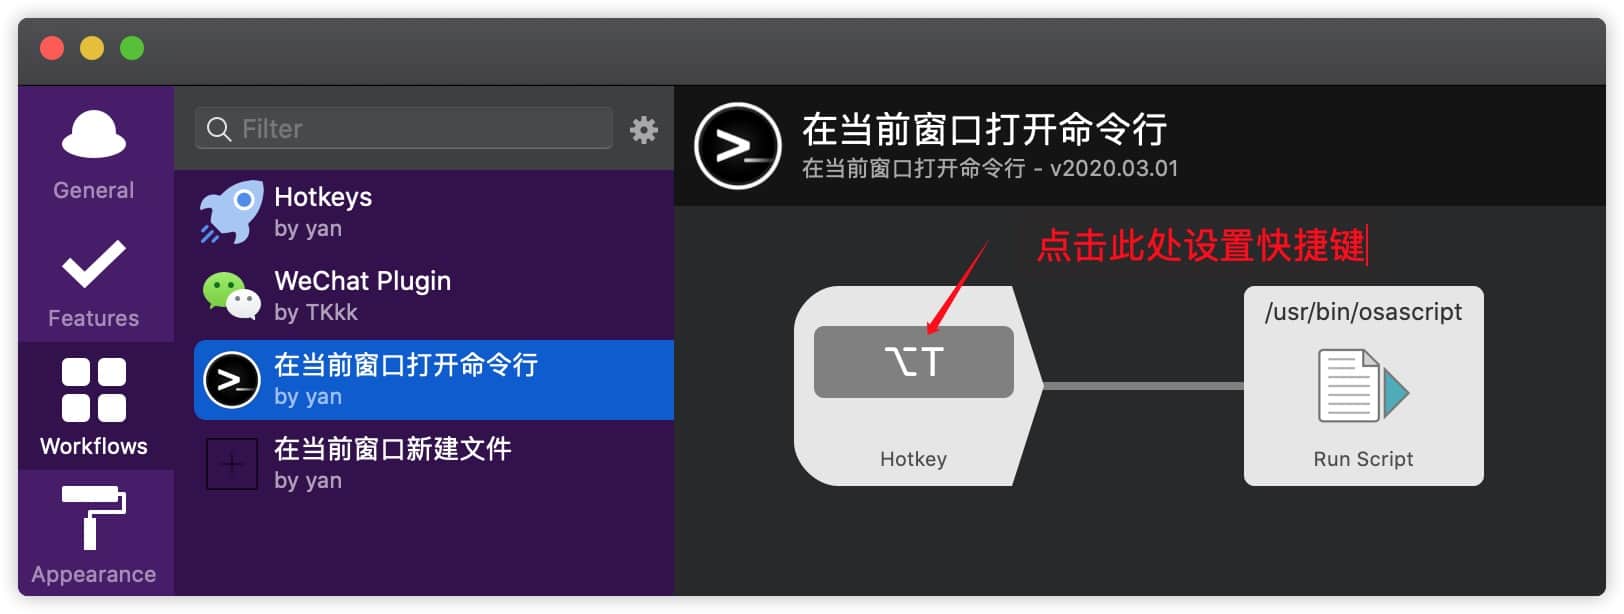 General
Features
Workflows
Appearance
Filter
Hotkeys
by yan
WeChat Plugin
by TKkk
在当前窗口打开命令行
by yan
在当前窗口新建文件
by yan
在当前窗口打开命令行
在当前窗口打开命令行 - v2020.03.01
点击此处设置快捷键
⌥T
Hotkey
/usr/bin/osascript
Run Script